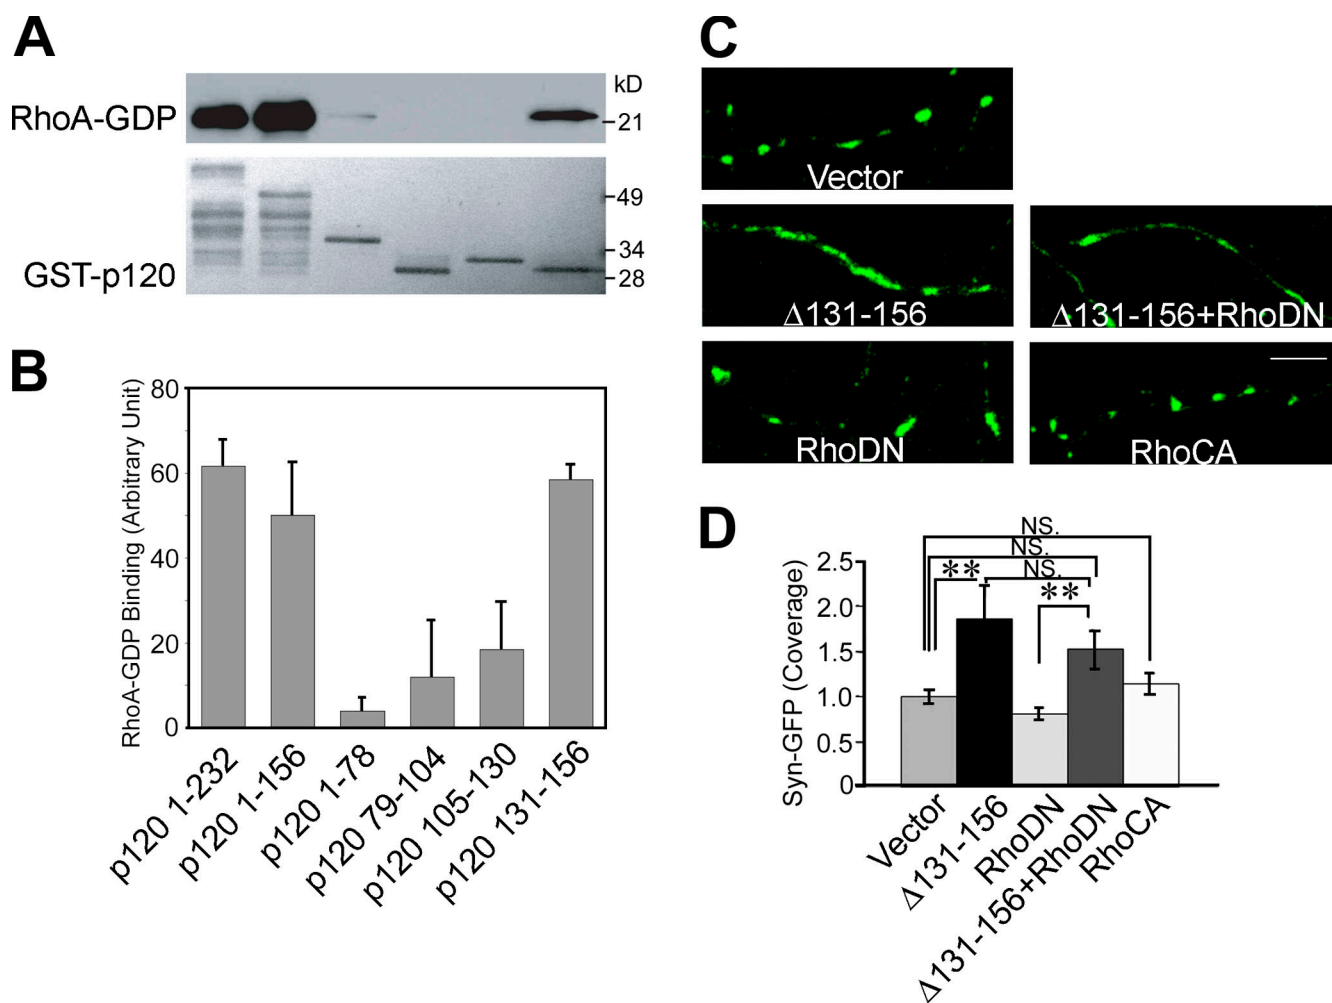 A
RhoA-GDP
kD
21
49
34
28
GST-p120
B
RhoA-GDP Binding (Arbitrary Unit)
80
60
40
20
0
p120 1-232
p120 1-156
p120 1-78
p120 79-104
p120 105-130
p120 131-156
C
Vector
Δ131-156
Δ131-156+RhoDN
RhoDN
RhoCA
D
Syn-GFP (Coverage)
2.5
2.0
1.5
1.0
0.5
0
NS.
NS.
** NS.
**
Vector
Δ131-156
RhoDN
Δ131-156+RhoDN
RhoCA